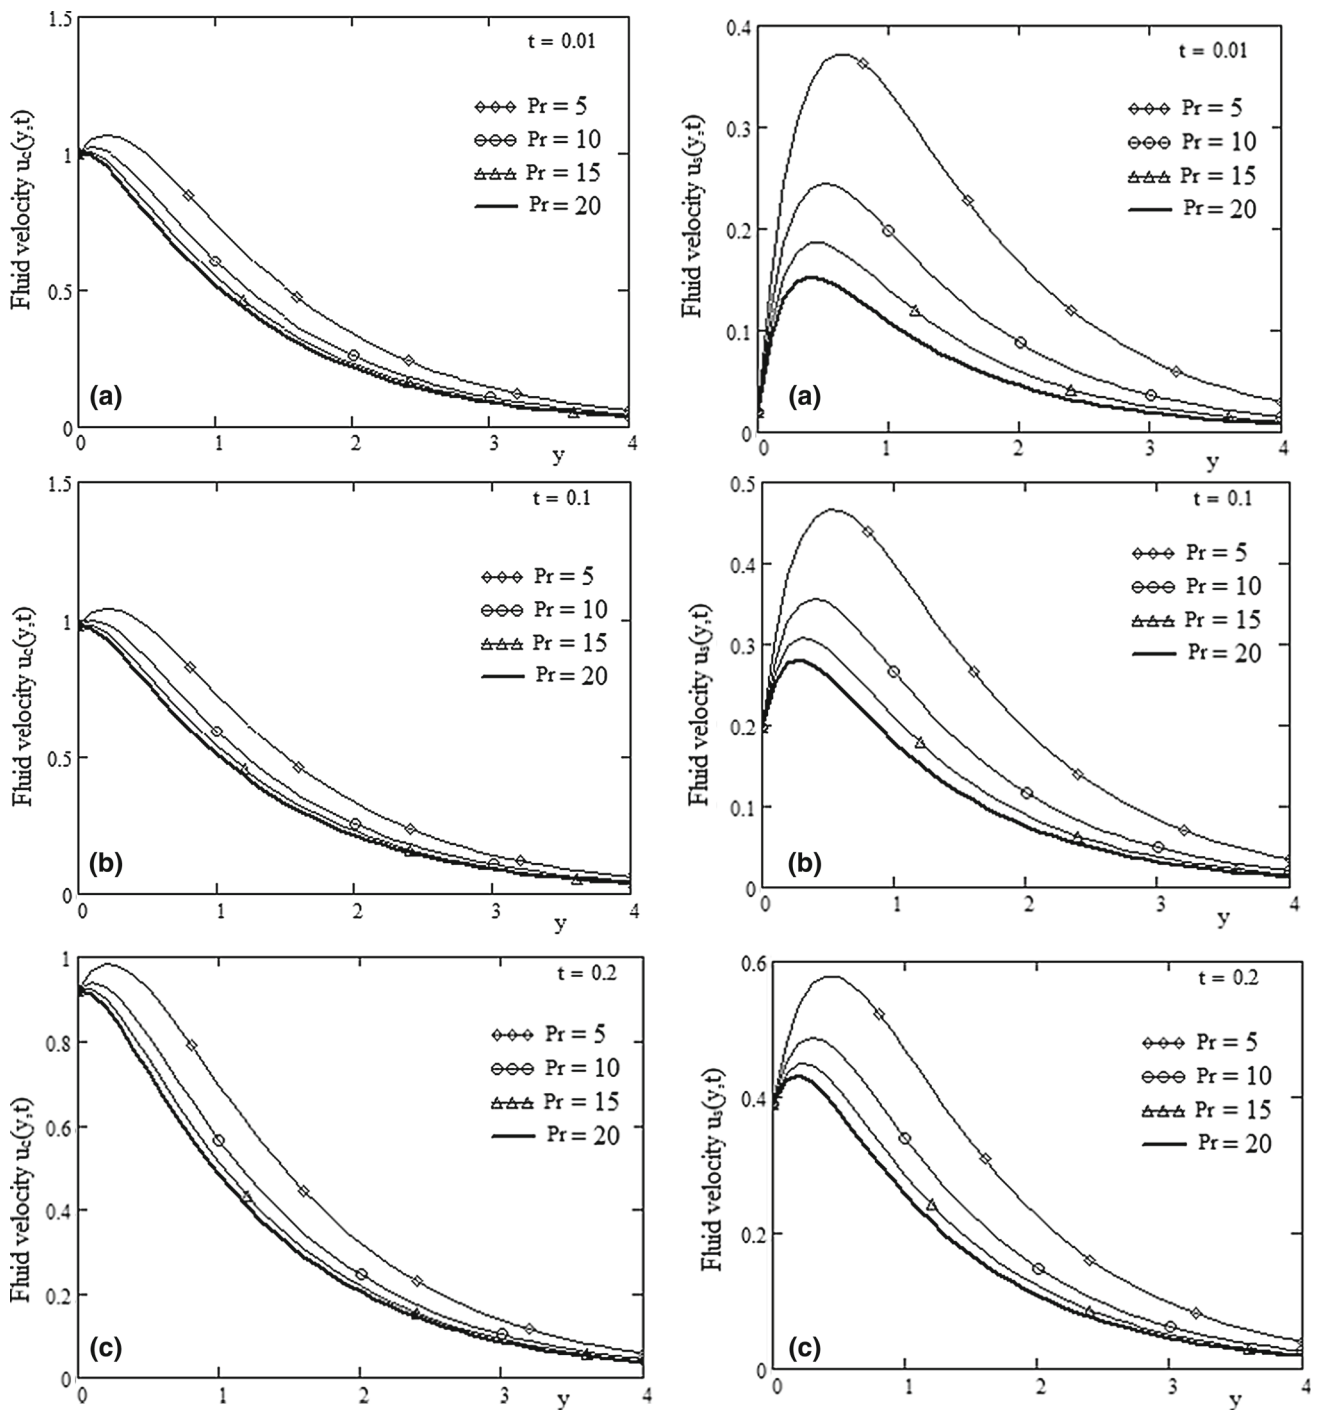 1.5
1
0.5
0
Fluid velocity uc(y,t)
t = 0.01
Pr = 5
Pr = 10
Pr = 15
Pr = 20
(a)
0 1 2 3 4
y
0.4
0.3
0.2
0.1
0
Fluid velocity us(y,t)
t = 0.01
Pr = 5
Pr = 10
Pr = 15
Pr = 20
(a)
0 1 2 3 4
y
1.5
1
0.5
0
Fluid velocity uc(y,t)
t = 0.1
Pr = 5
Pr = 10
Pr = 15
Pr = 20
(b)
0 1 2 3 4
y
0.5
0.4
0.3
0.2
0.1
0
Fluid velocity us(y,t)
t = 0.1
Pr = 5
Pr = 10
Pr = 15
Pr = 20
(b)
0 1 2 3 4
y
1
0.8
0.6
0.4
0.2
0
Fluid velocity uc(y,t)
t = 0.2
Pr = 5
Pr = 10
Pr = 15
Pr = 20
(c)
0 1 2 3 4
y
0.6
0.4
0.2
0
Fluid velocity us(y,t)
t = 0.2
Pr = 5
Pr = 10
Pr = 15
Pr = 20
(c)
0 1 2 3 4
y